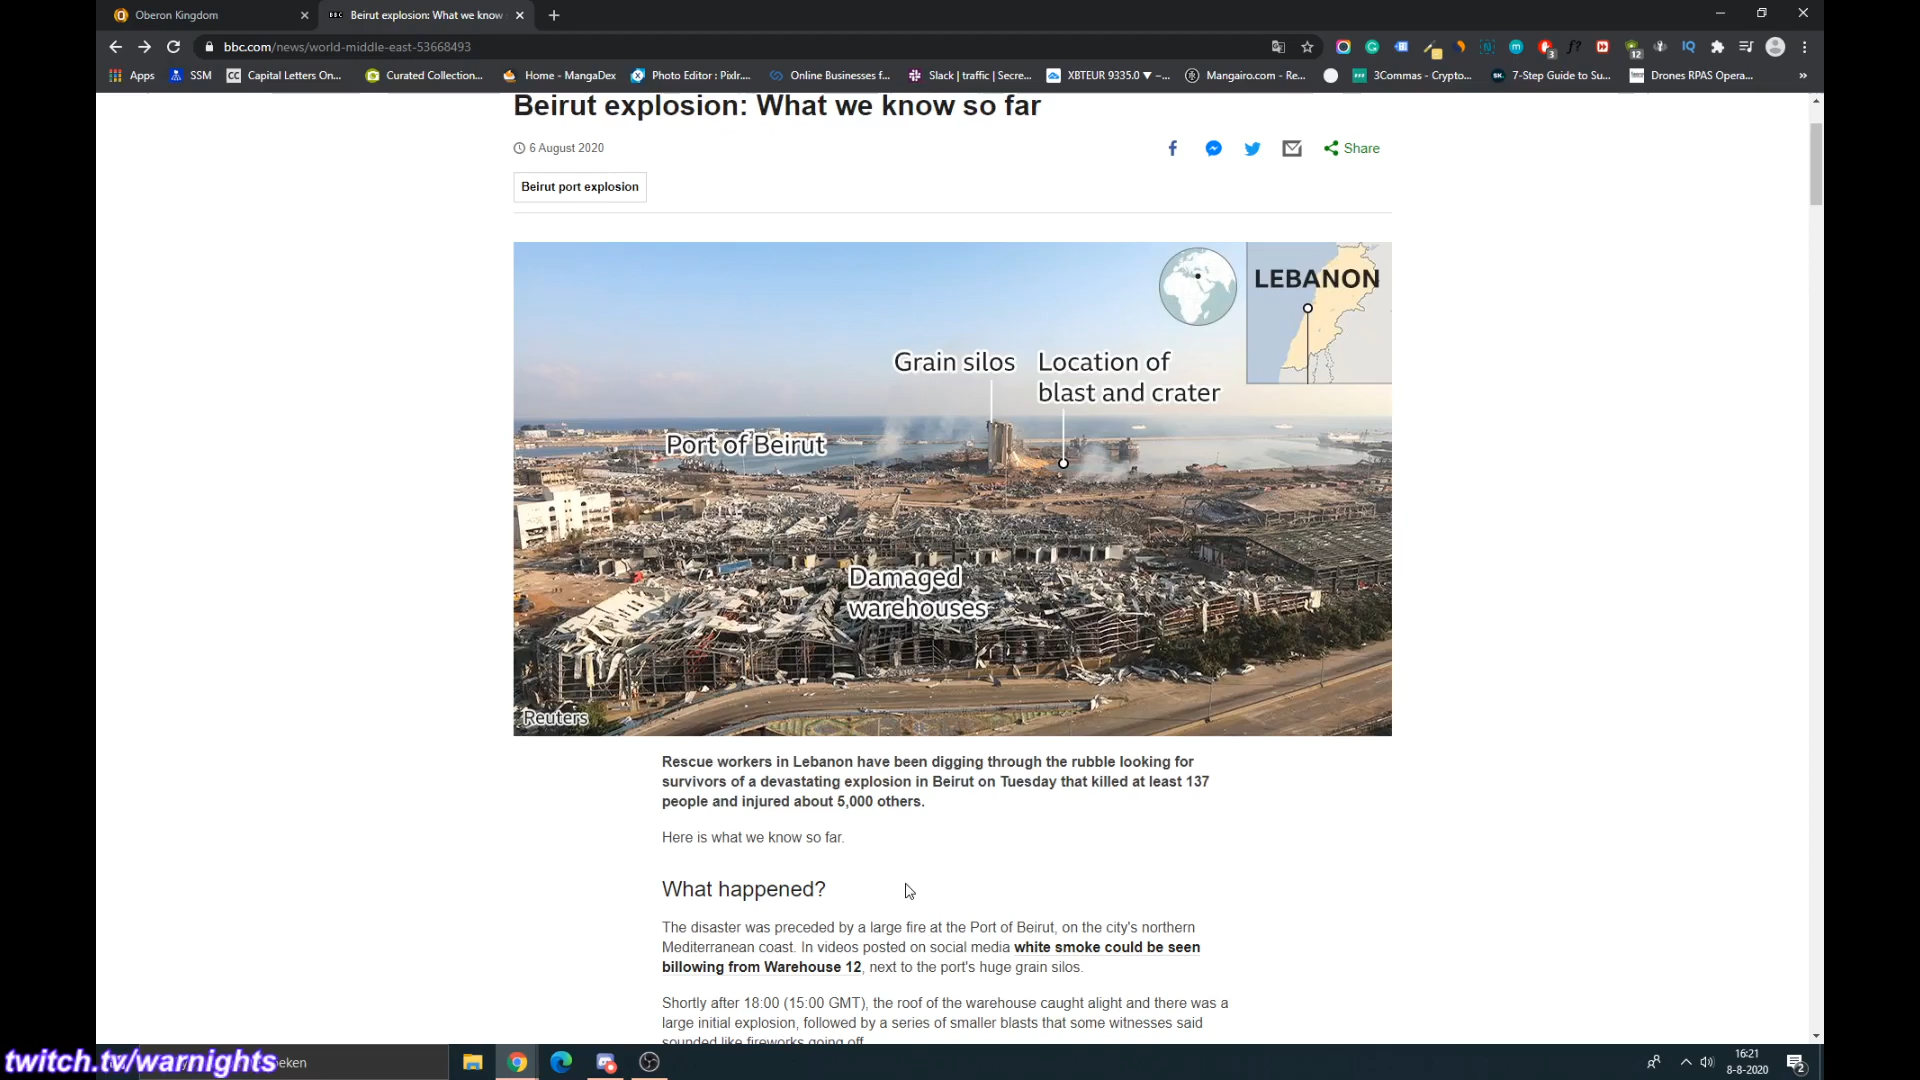 Oberon Kingdom
BBC Beirut explosion: What we know
bbc.com/news/world-middle-east-53668493
Apps SSM Capital Letters On... Curated Collection... Home - MangaDex Photo Editor : Pixlr... Online Businesses f... Slack | traffic | Secre... XBTEUR 9335.0 ▼ –... Mangairo.com - Re... 3Commas - Crypto... 7-Step Guide to Su... Drones RPAS Opera... »
Beirut explosion: What we know so far
6 August 2020
Share
Beirut port explosion
LEBANON
Grain silos
Location of
blast and crater
Port of Beirut
Damaged
warehouses
Reuters
Rescue workers in Lebanon have been digging through the rubble looking for
survivors of a devastating explosion in Beirut on Tuesday that killed at least 137
people and injured about 5,000 others.
Here is what we know so far.
What happened?
The disaster was preceded by a large fire at the Port of Beirut, on the city's northern
Mediterranean coast. In videos posted on social media white smoke could be seen
billowing from Warehouse 12, next to the port's huge grain silos.
Shortly after 18:00 (15:00 GMT), the roof of the warehouse caught alight and there was a
large initial explosion, followed by a series of smaller blasts that some witnesses said
sounded like fireworks going off.
twitch.tv/warnights
eken
16:21
8-8-2020
2